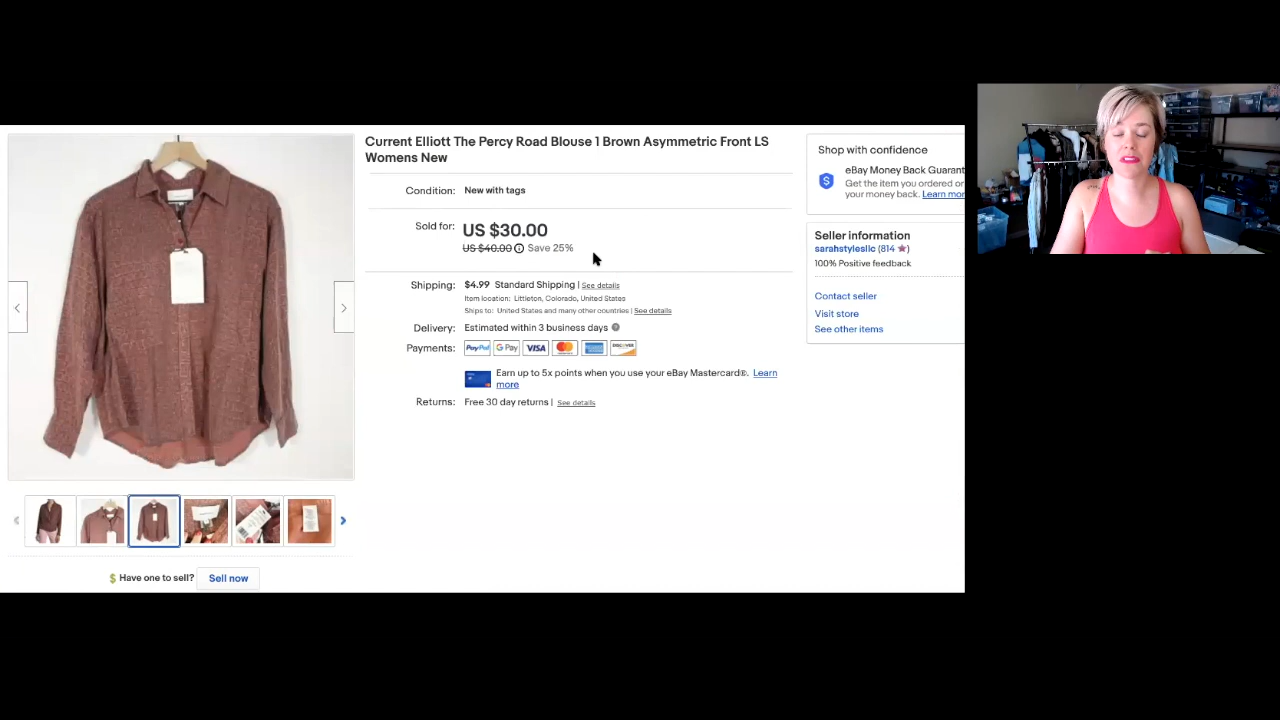 Current Elliott The Percy Road Blouse 1 Brown Asymmetric Front LS
Womens New
Condition: New with tags
Sold for: US $30.00
US $40.00 Save 25%
Shipping: $4.99 Standard Shipping | See details
Item location: Littleton, Colorado, United States
Ships to: United States and many other countries | See details
Delivery: Estimated within 3 business days
Payments: PayPal G Pay VISA
DISCOVER
Earn up to 5x points when you use your eBay Mastercard®. Learn
more
Returns: Free 30 day returns | See details
Shop with confidence
eBay Money Back Guarant
Get the item you ordered or
your money back. Learn mor
Seller information
sarahstylesllc (814)
100% Positive feedback
Contact seller
Visit store
See other items
Have one to sell? Sell now